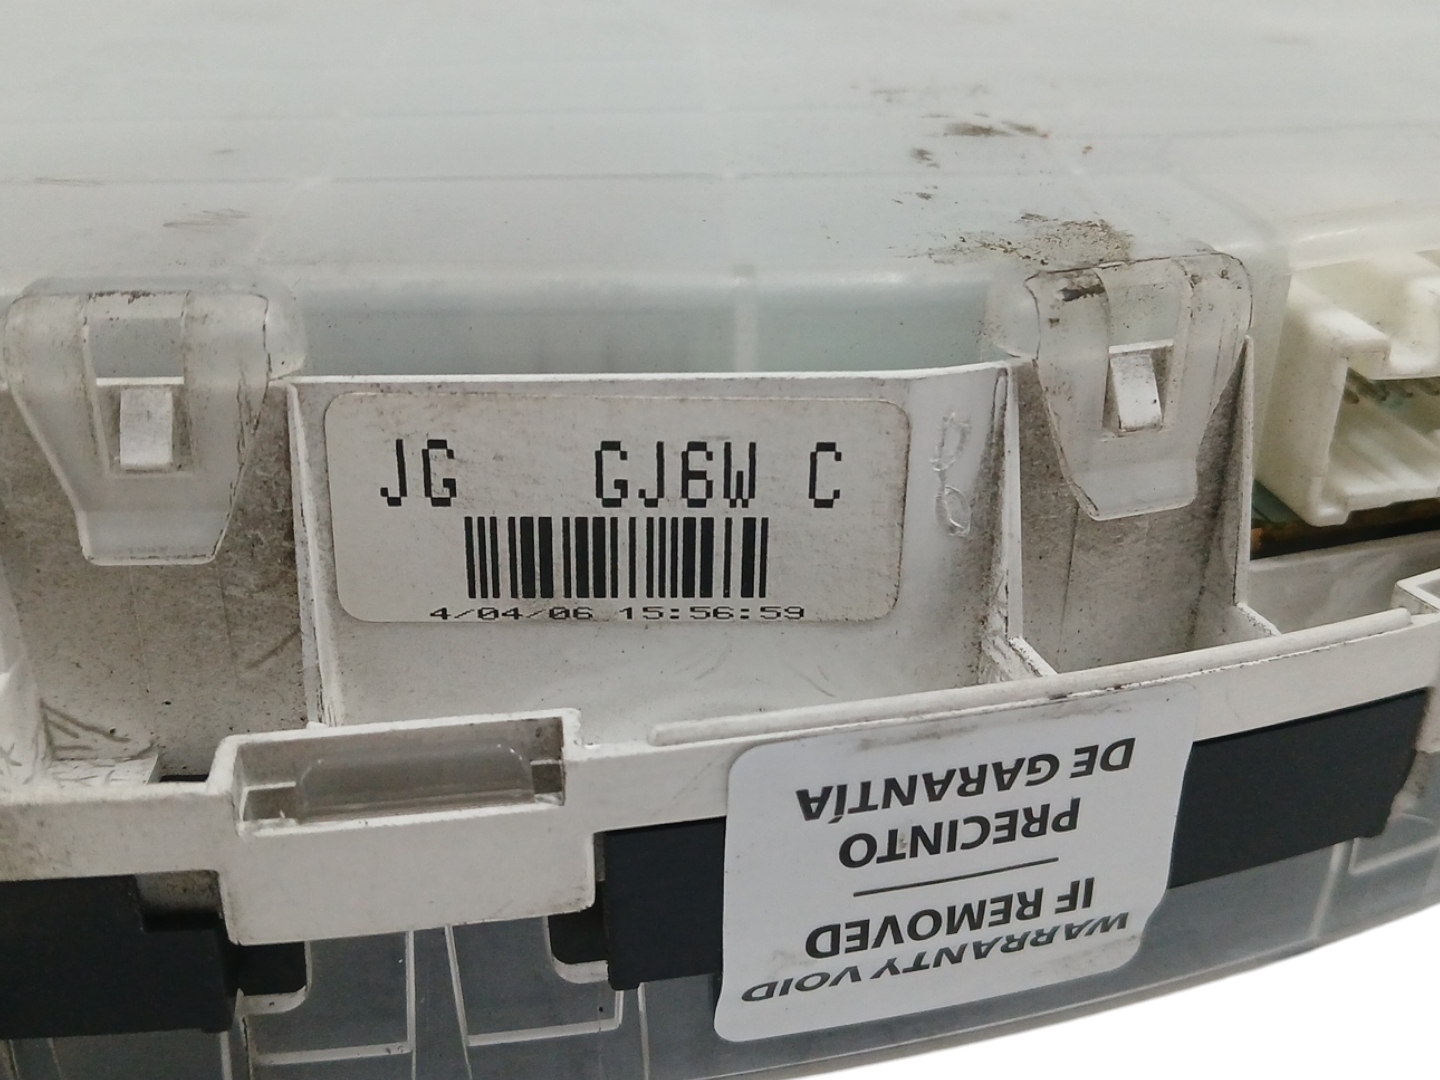 JG GJ6W C
4/04/06 15:56:59
WARRANTY VOID
IF REMOVED
PRECINTO
DE GARANTÍA